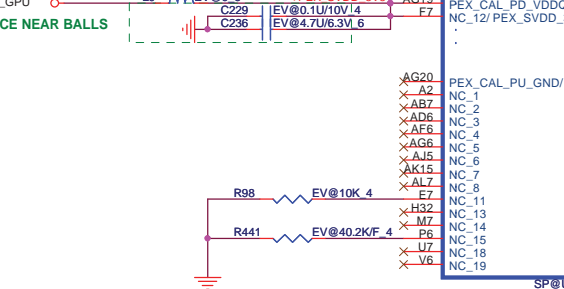 _GPU
PEX_CAL_PD_VDDQ
C229 EV@0.1U/10V_4 F7 NC_12/ PEX_SVDD_
CE NEAR BALLS C236 EV@4.7U/6.3V_6
AG20 PEX_CAL_PU_GND/
A2 NC_1
AB7 NC_2
AD6 NC_3
AF6 NC_4
AG6 NC_5
AJ5 NC_6
AK15 NC_7
AL7 NC_8
R98 EV@10K_4 E7 NC_11
H32 NC_13
M7 NC_14
R441 EV@40.2K/F_4 P6 NC_15
U7 NC_18
V6 NC_19
SP@U